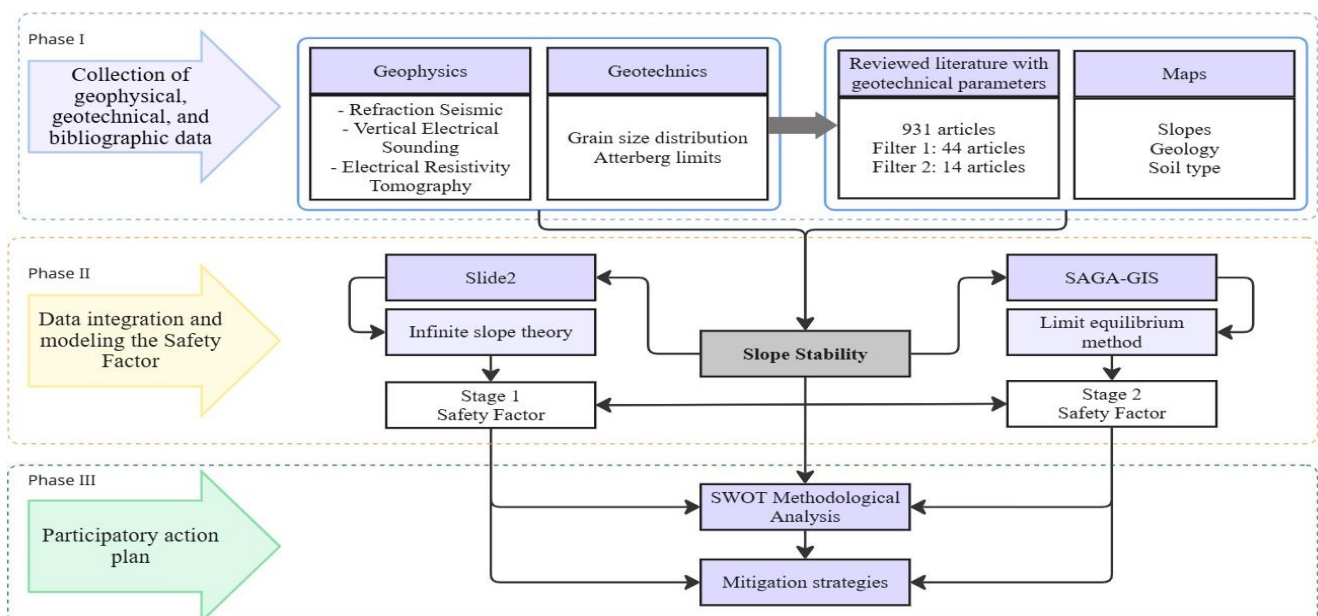 Phase I
Collection of
geophysical,
geotechnical, and
bibliographic data
Geophysics
- Refraction Seismic
- Vertical Electrical
Sounding
- Electrical Resistivity
Tomography
Geotechnics
Grain size distribution
Atterberg limits
Reviewed literature with
geotechnical parameters
931 articles
Filter 1: 44 articles
Filter 2: 14 articles
Maps
Slopes
Geology
Soil type
Phase II
Data integration and
modeling the Safety
Factor
Slide2
Infinite slope theory
Stage 1
Safety Factor
Slope Stability
SAGA-GIS
Limit equilibrium
method
Stage 2
Safety Factor
Phase III
Participatory action
plan
SWOT Methodological
Analysis
Mitigation strategies